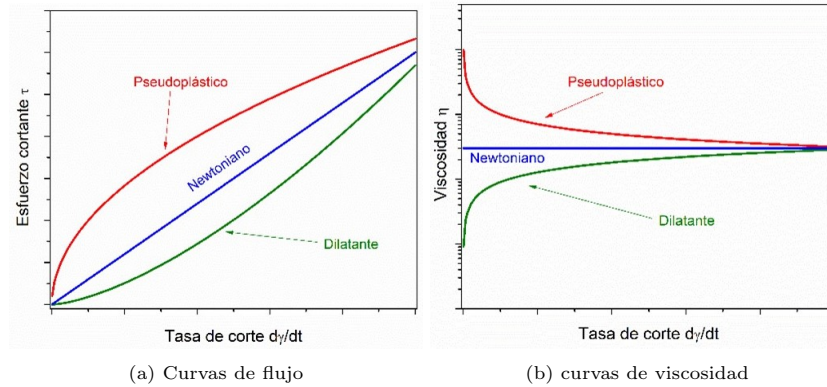 Esfuerzo cortante τ
Pseudoplástico
Newtoniano
Dilatante
Tasa de corte dγ/dt
(a) Curvas de flujo
Viscosidad η
Pseudoplástico
Newtoniano
Dilatante
Tasa de corte dγ/dt
(b) curvas de viscosidad